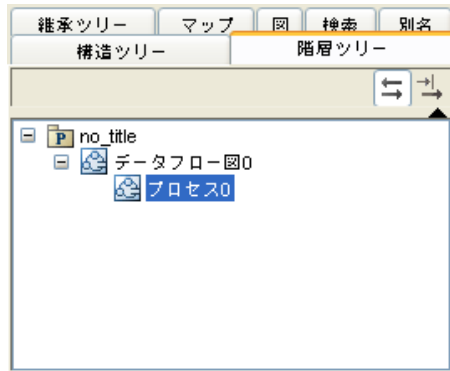 継承ツリー マップ 図 検索 別名
構造ツリー 階層ツリー
no_title
データフロー図0
プロセス0